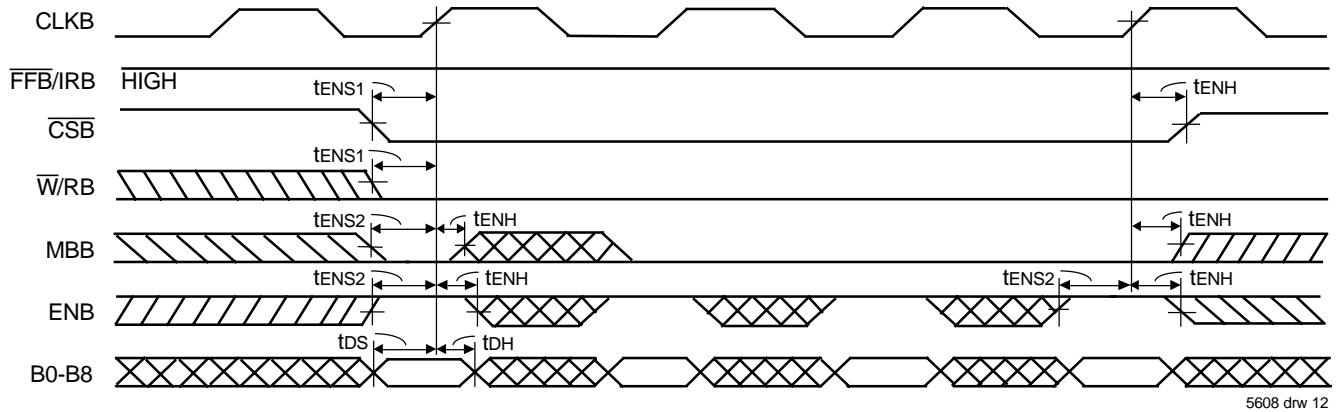 CLKB
FFB/IRB HIGH
tENS1 tENH
CSB
tENS1
W/RB
tENS2 tENH tENH
MBB
tENS2 tENH tENS2 tENH
ENB
tDS tDH
B0-B8
5608 drw 12